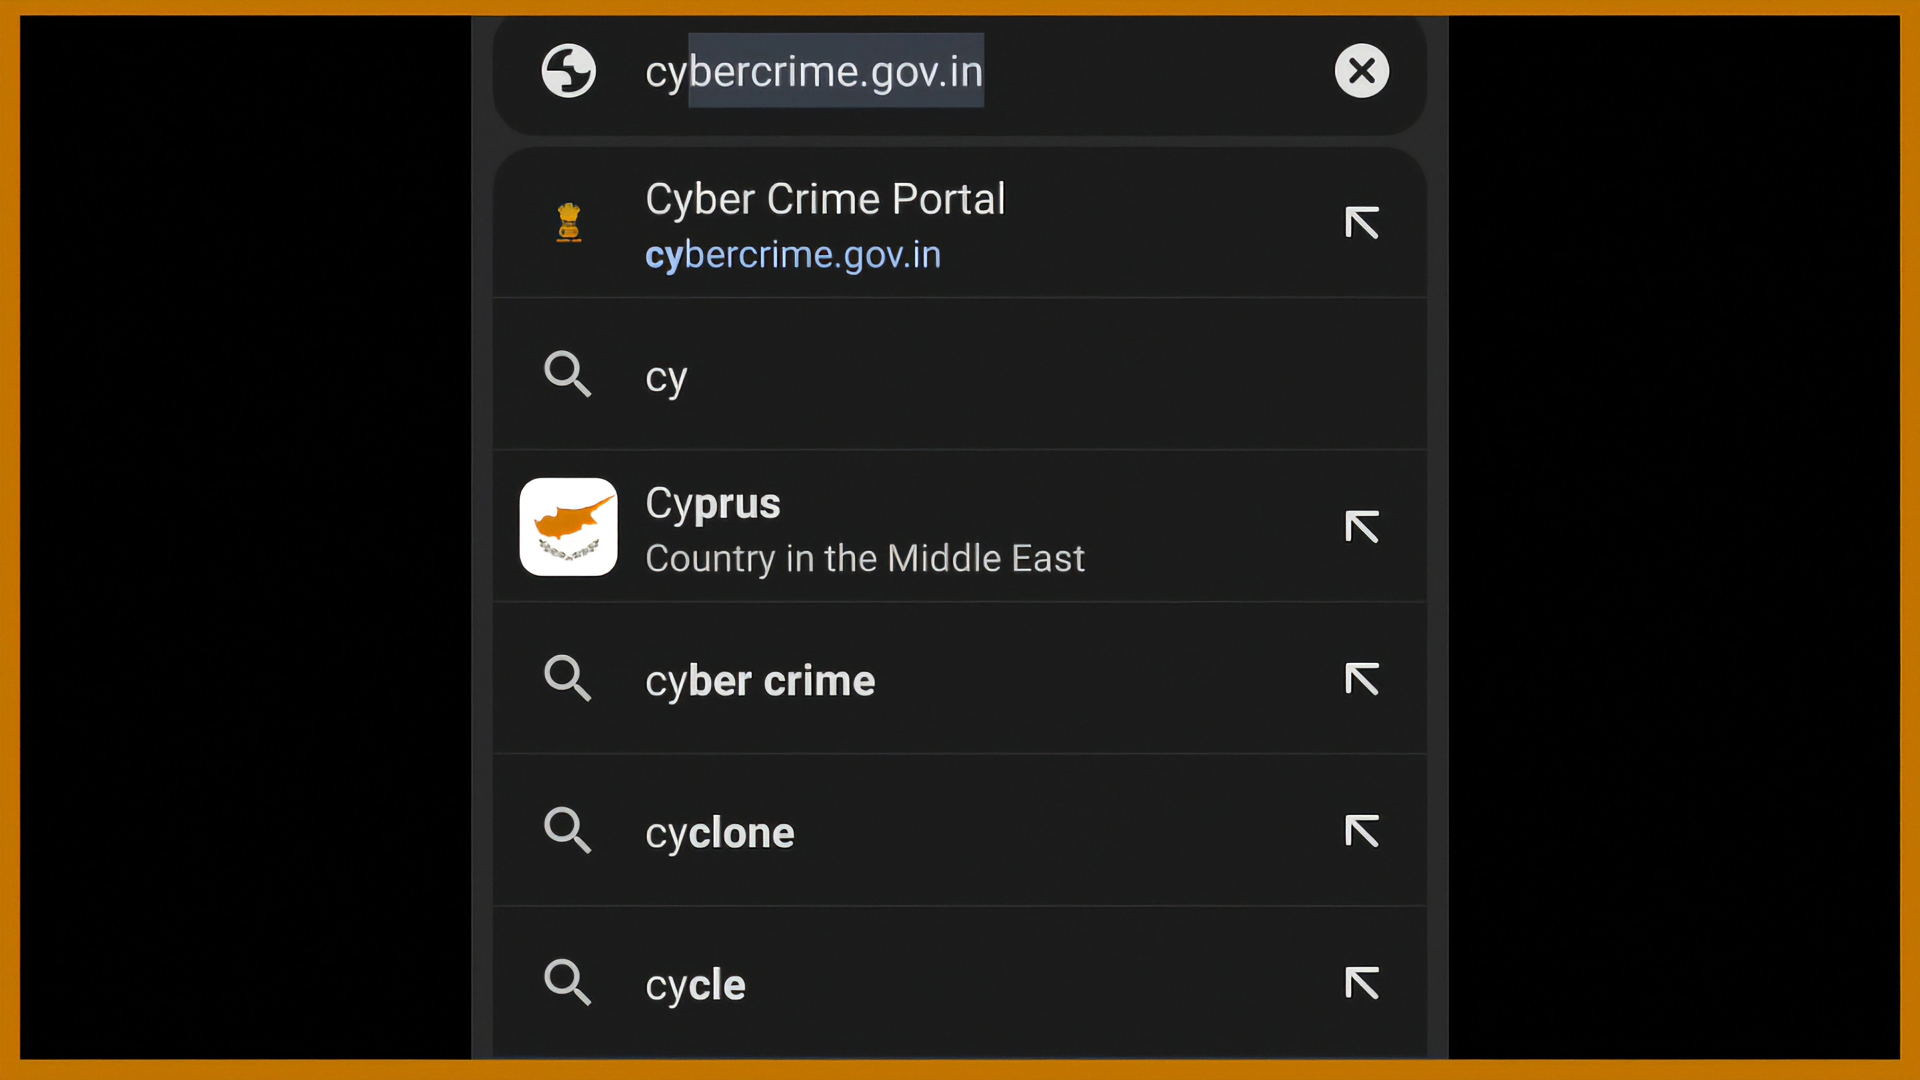 cybercrime.gov.in
Cyber Crime Portal
cybercrime.gov.in
cy
Cyprus
Country in the Middle East
cyber crime
cyclone
cycle